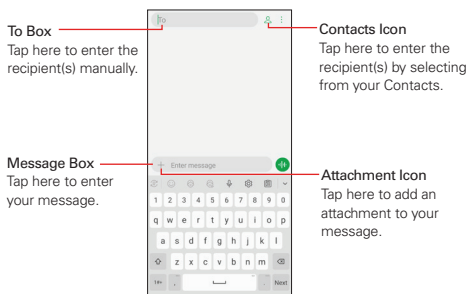 To Box
Tap here to enter the
recipient(s) manually.
To
Contacts Icon
Tap here to enter the
recipient(s) by selecting
from your Contacts.
Message Box
Tap here to enter
your message.
Enter message
Attachment Icon
Tap here to add an
attachment to your
message.
1 2 3 4 5 6 7 8 9 0
q w e r t y u i o p
a s d f g h j k l
z x c v b n m
Next